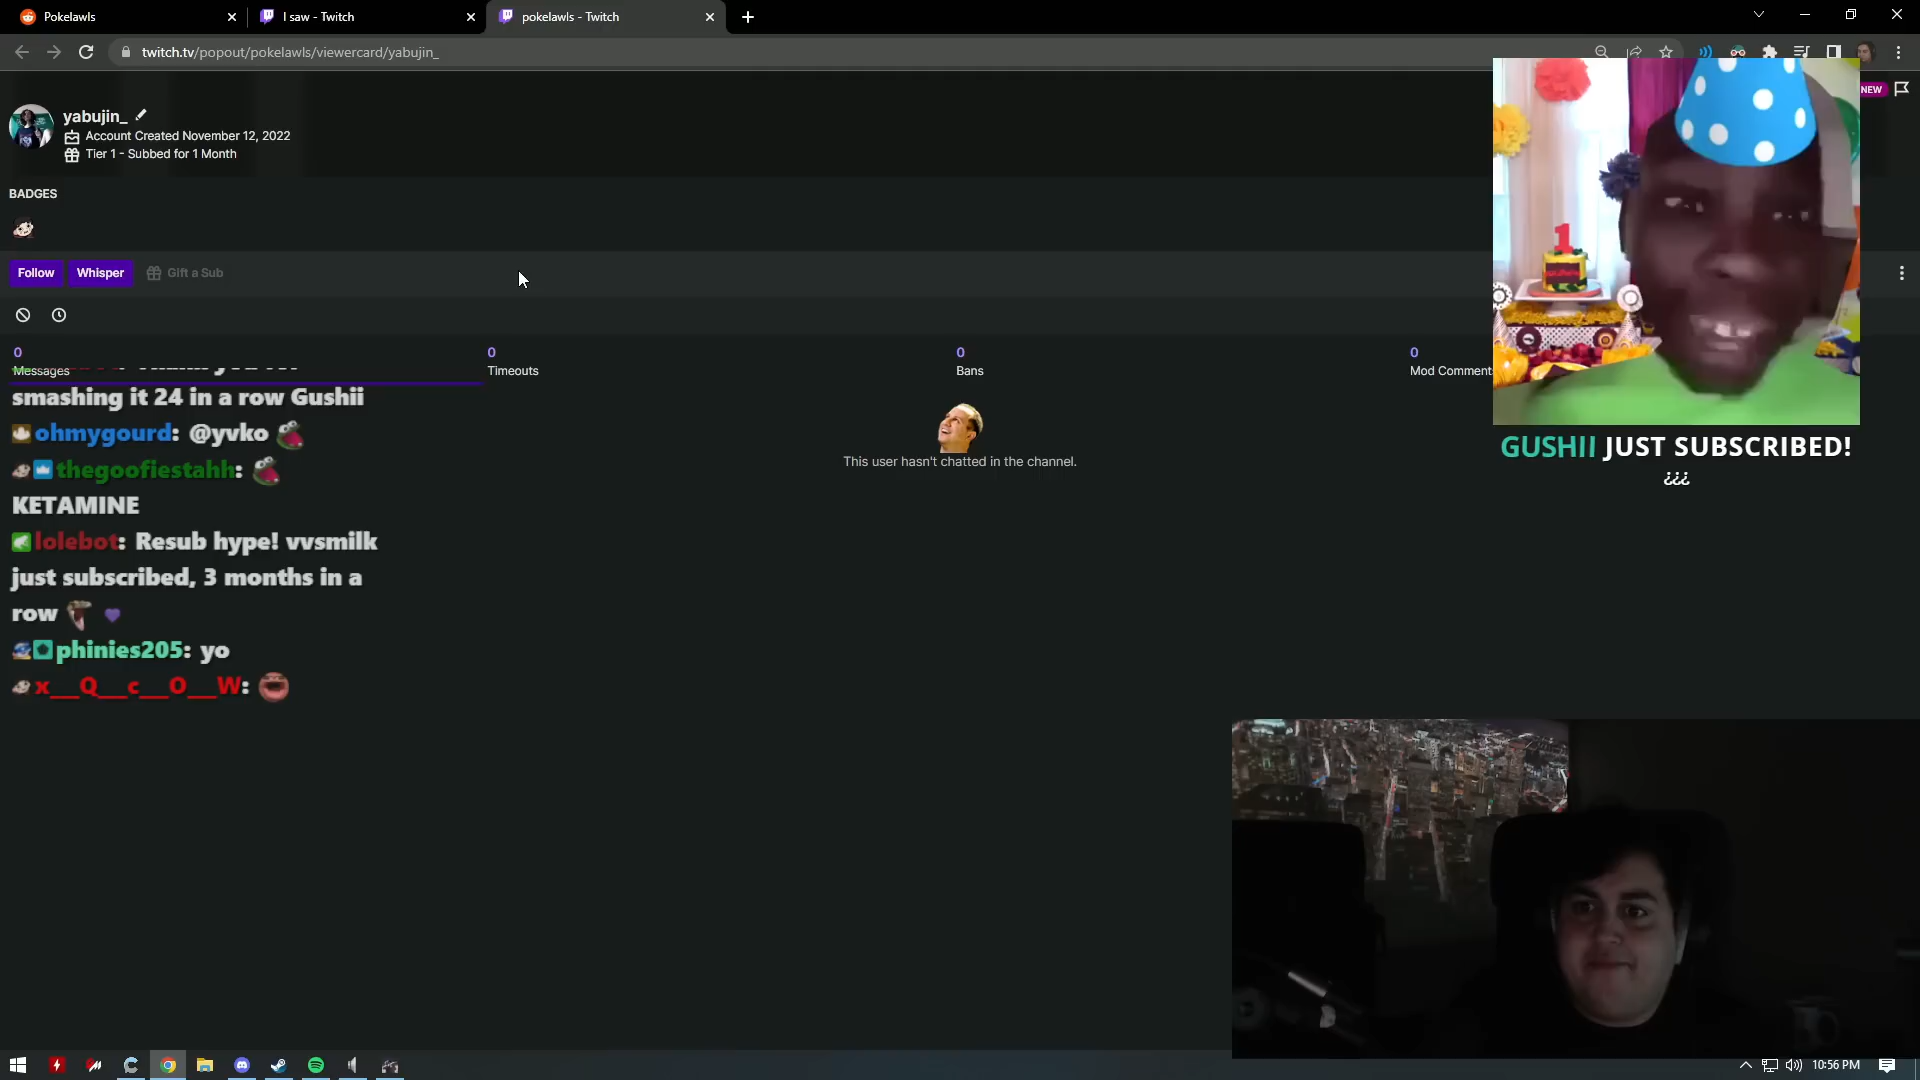 Pokelawls
I saw - Twitch
pokelawls - Twitch
twitch.tv/popout/pokelawls/viewercard/yabujin_
NEW
yabujin_
Account Created November 12, 2022
Tier 1 - Subbed for 1 Month
BADGES
Follow
Whisper
Gift a Sub
0
0
0
0
Messages
Timeouts
Bans
Mod Comments
smashing it 24 in a row Gushii
ohmygourd: @yvko
thegoofiestahh:
KETAMINE
lolebot: Resub hype! vvsmilk
just subscribed, 3 months in a
row
phinies205: yo
x___Q___c___O___W:
This user hasn't chatted in the channel.
1
GUSHII JUST SUBSCRIBED!
¿¿¿
10:56 PM